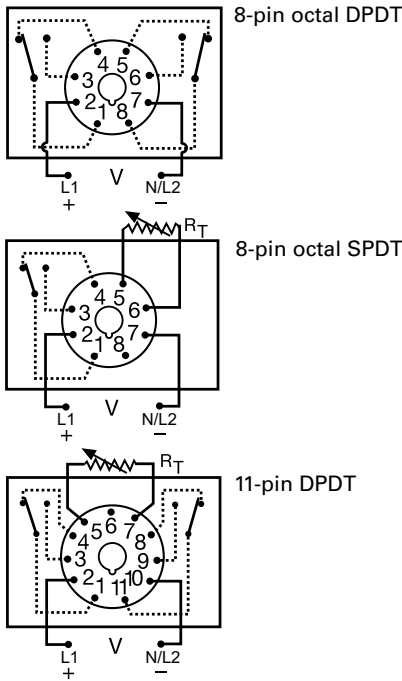 8-pin octal DPDT
4 5
3 6
2 7
1 8
L1 V N/L2
+ −
R_T
8-pin octal SPDT
4 5
3 6
2 7
1 8
L1 V N/L2
+ −
R_T
11-pin DPDT
5 6 7
4 8
3 9
2 10
1 11
L1 V N/L2
+ −